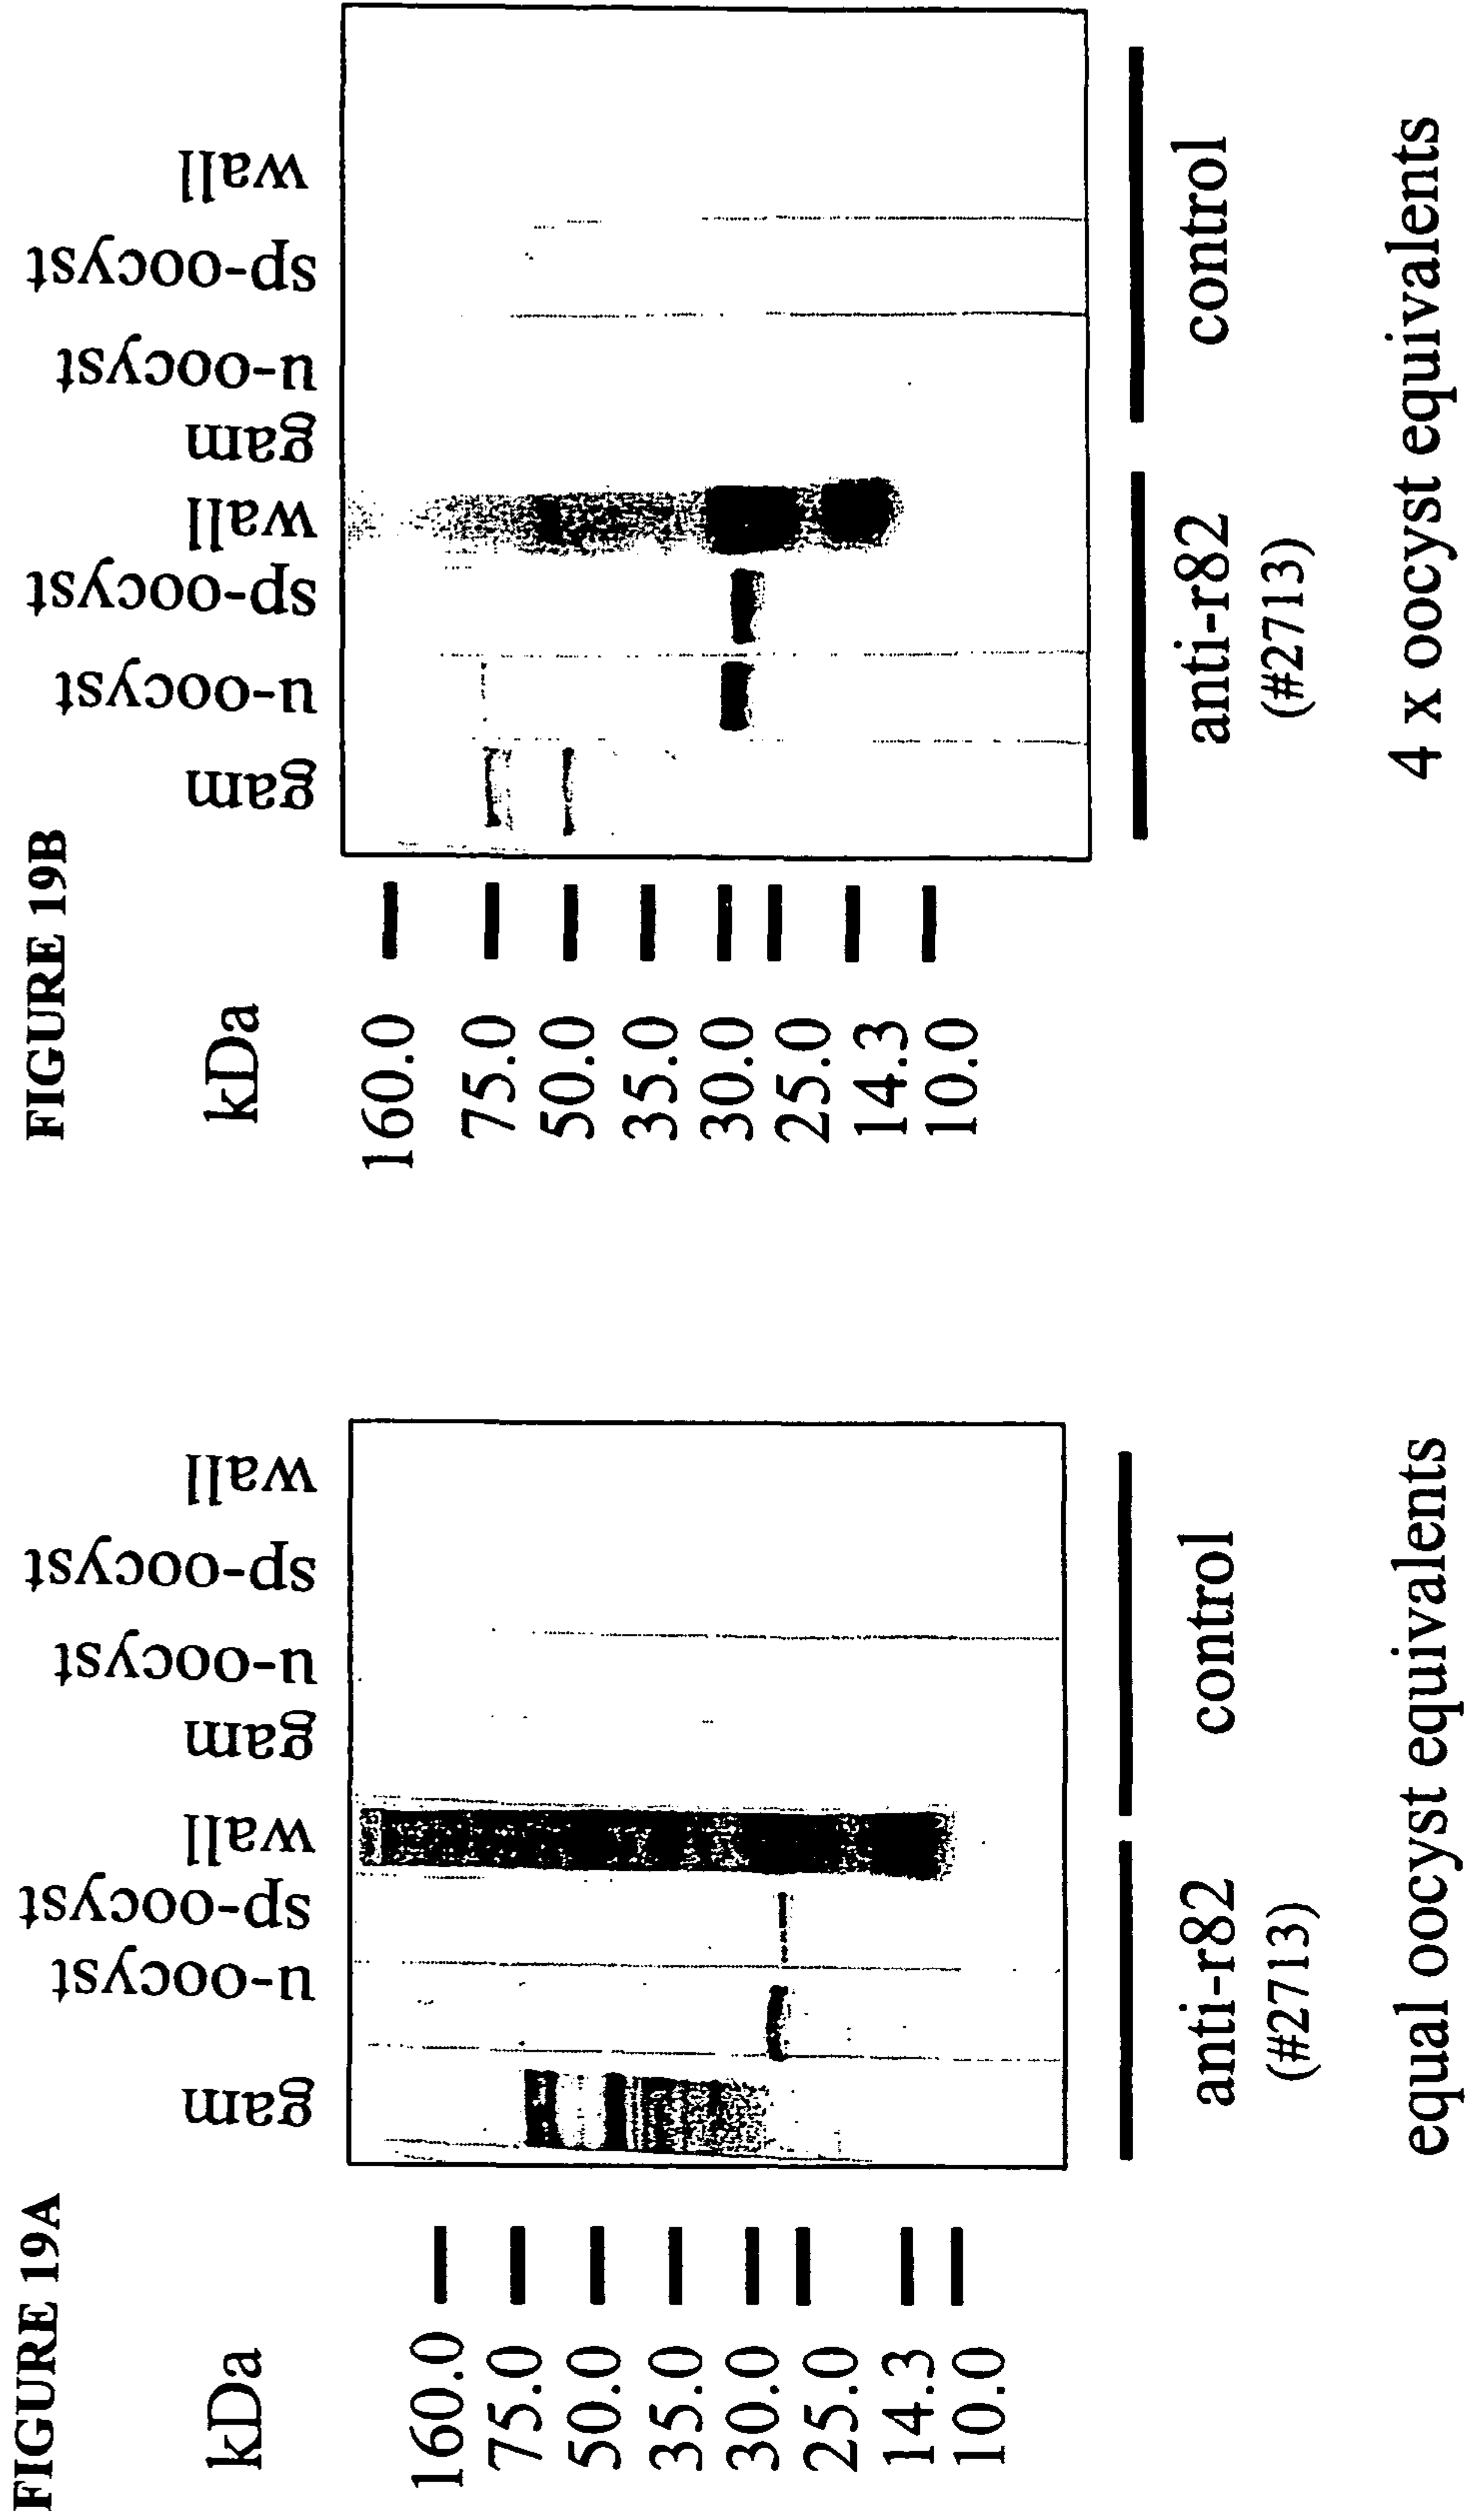 FIGURE 19A
kDa
gam
u-oocyst
sp-oocyst
wall
gam
u-oocyst
sp-oocyst
wall
160.0
75.0
50.0
35.0
30.0
25.0
14.3
10.0
anti-r82
(#2713)
control
equal oocyst equivalents
FIGURE 19B
kDa
gam
u-oocyst
sp-oocyst
wall
gam
u-oocyst
sp-oocyst
wall
160.0
75.0
50.0
35.0
30.0
25.0
14.3
10.0
anti-r82
(#2713)
control
4 x oocyst equivalents